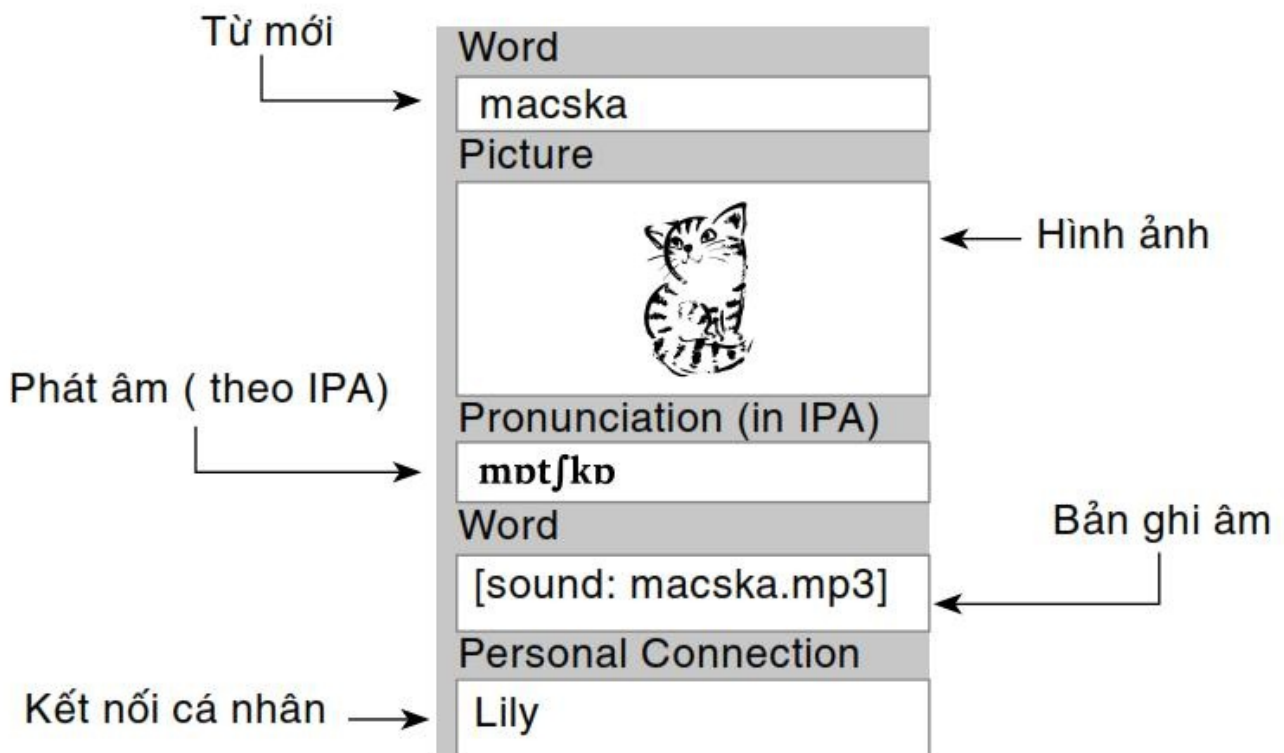 Từ mới
Word
macska
Picture
Hình ảnh
Phát âm ( theo IPA)
Pronunciation (in IPA)
mɒtʃkɒ
Word
Bản ghi âm
[sound: macska.mp3]
Personal Connection
Kết nối cá nhân
Lily